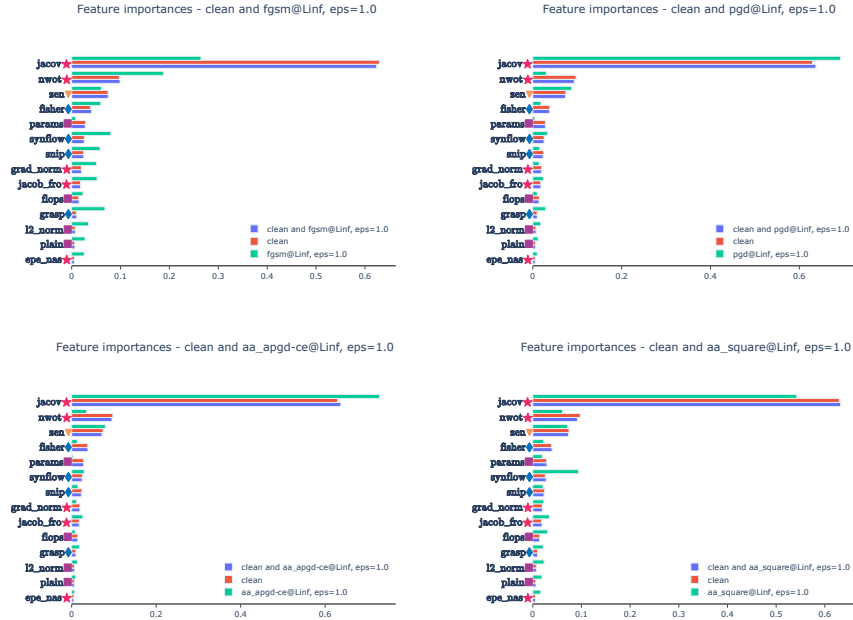 Feature importances - clean and fgsm@Linf, eps=1.0
jacov
nwot
zen
fisher
params
synflow
snip
grad_norm
jacob_fro
flops
grasp
l2_norm
plain
epe_nas
clean and fgsm@Linf, eps=1.0
clean
fgsm@Linf, eps=1.0
0 0.1 0.2 0.3 0.4 0.5 0.6
Feature importances - clean and pgd@Linf, eps=1.0
jacov
nwot
zen
fisher
params
synflow
snip
grad_norm
jacob_fro
flops
grasp
l2_norm
plain
epe_nas
clean and pgd@Linf, eps=1.0
clean
pgd@Linf, eps=1.0
0 0.2 0.4 0.6
Feature importances - clean and aa_apgd-ce@Linf, eps=1.0
jacov
nwot
zen
fisher
params
synflow
snip
grad_norm
jacob_fro
flops
grasp
l2_norm
plain
epe_nas
clean and aa_apgd-ce@Linf, eps=1.0
clean
aa_apgd-ce@Linf, eps=1.0
0 0.2 0.4 0.6
Feature importances - clean and aa_square@Linf, eps=1.0
jacov
nwot
zen
fisher
params
synflow
snip
grad_norm
jacob_fro
flops
grasp
l2_norm
plain
epe_nas
clean and aa_square@Linf, eps=1.0
clean
aa_square@Linf, eps=1.0
0 0.1 0.2 0.3 0.4 0.5 0.6